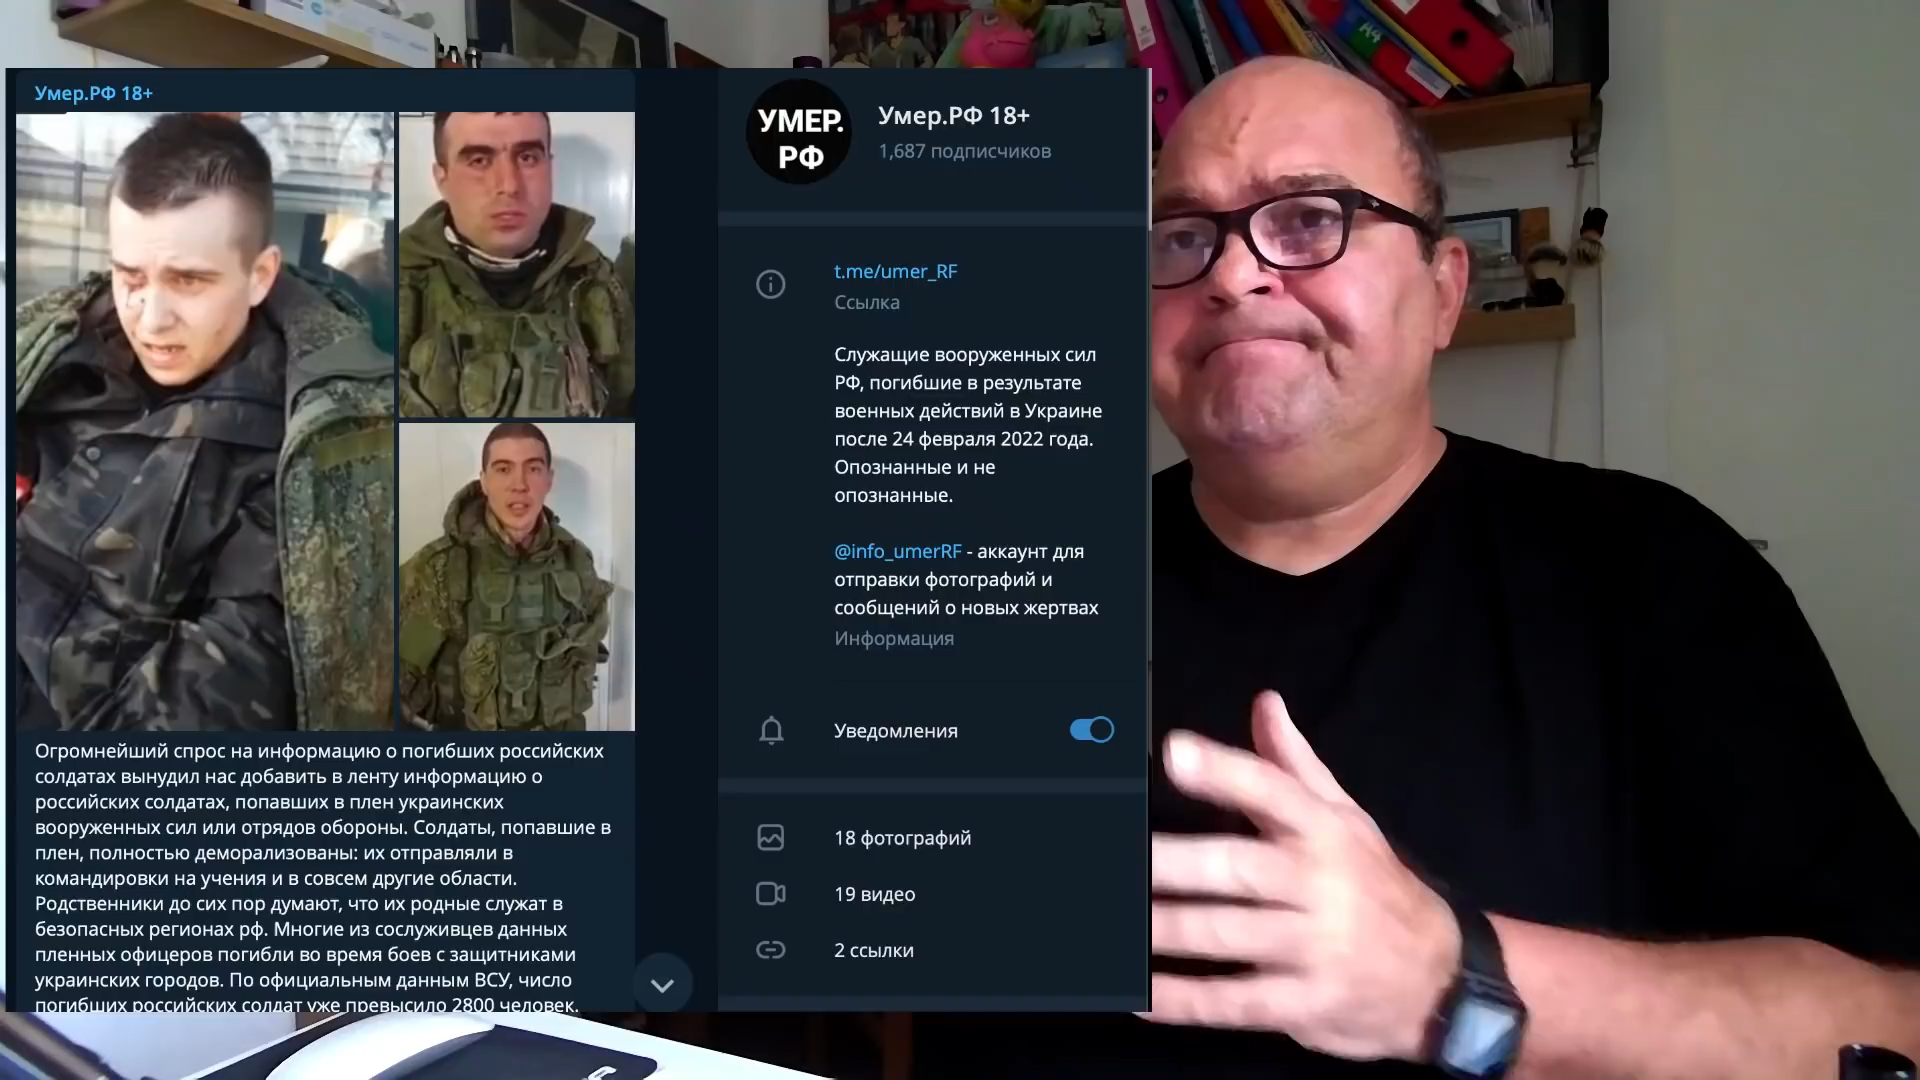 Умер.РФ 18+
Огромнейший спрос на информацию о погибших российских
солдатах вынудил нас добавить в ленту информацию о
российских солдатах, попавших в плен украинских
вооруженных сил или отрядов обороны. Солдаты, попавшие в
плен, полностью деморализованы: их отправляли в
командировки на учения и в совсем другие области.
Родственники до сих пор думают, что их родные служат в
безопасных регионах рф. Многие из сослуживцев данных
пленных офицеров погибли во время боев с защитниками
украинских городов. По официальным данным ВСУ, число
погибших российских солдат уже превысило 2800 человек.
УМЕР.
РФ
Умер.РФ 18+
1,687 подписчиков
t.me/umer_RF
Ссылка
Служащие вооруженных сил
РФ, погибшие в результате
военных действий в Украине
после 24 февраля 2022 года.
Опознанные и не
опознанные.
@info_umerRF - аккаунт для
отправки фотографий и
сообщений о новых жертвах
Информация
Уведомления
18 фотографий
19 видео
2 ссылки